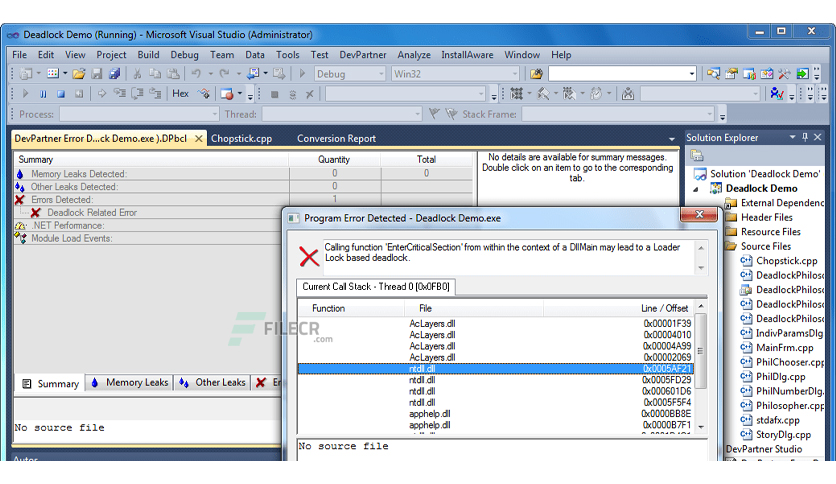 Deadlock Demo (Running) - Microsoft Visual Studio (Administrator)
File Edit View Project Build Debug Team Data Tools Test DevPartner Analyze InstallAware Window Help
Debug Win32
Hex
Process: Thread: Stack Frame:
DevPartner Error D...ck Demo.exe ).DPbcl Chopstick.cpp Conversion Report
Summary Quantity Total
Memory Leaks Detected: 0 0
Other Leaks Detected: 0
Errors Detected: 1
Deadlock Related Error
.NET Performance:
Module Load Events:
No details are available for summary messages.
Double click on an item to go to the corresponding
tab.
Summary Memory Leaks Other Leaks
No source file
Autos
Program Error Detected - Deadlock Demo.exe
Calling function 'EnterCriticalSection' from within the context of a DllMain may lead to a Loader
Lock based deadlock.
Current Call Stack - Thread 0 [0x0FB0]
Function File Line / Offset
AcLayers.dll 0x00001F39
AcLayers.dll 0x00004010
AcLayers.dll 0x00004A99
AcLayers.dll 0x00002069
ntdll.dll 0x0005AF21
ntdll.dll 0x0005FD29
ntdll.dll 0x000601D6
ntdll.dll 0x0005F5F4
apphelp.dll 0x0000BB8E
apphelp.dll 0x0000B7F1
No source file
Solution Explorer
Solution 'Deadlock Demo'
Deadlock Demo
External Dependenc
Header Files
Resource Files
Source Files
Chopstick.cpp
DeadlockPhilos
DeadlockPhilos
DeadlockPhilos
DeadlockPhilos
IndivParamsDlg
MainFrm.cpp
PhilChooser.cpp
PhilDlg.cpp
PhilNumberDlg.
Philosopher.cpp
stdafx.cpp
StoryDlg.cpp
DevPartner Studio
FILECR
.com